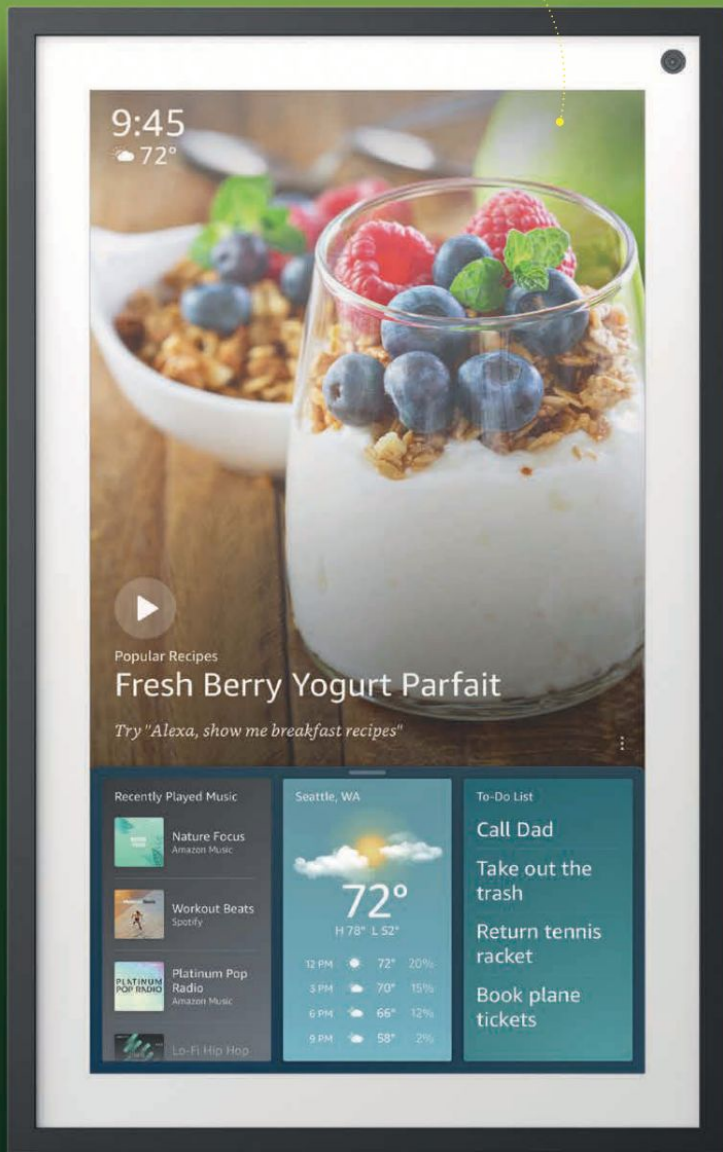 9:45
72°
Popular Recipes
Fresh Berry Yogurt Parfait
Try "Alexa, show me breakfast recipes"
Recently Played Music
Nature Focus
Amazon Music
Workout Beats
Spotify
Platinum Pop
Radio
Amazon Music
PLATINUM
POP RADIO
Lo-Fi Hip Hop
Seattle, WA
72°
H 78° L 52°
12 PM 72° 20%
3 PM 70° 15%
6 PM 66° 12%
9 PM 58° 2%
To-Do List
Call Dad
Take out the
trash
Return tennis
racket
Book plane
tickets